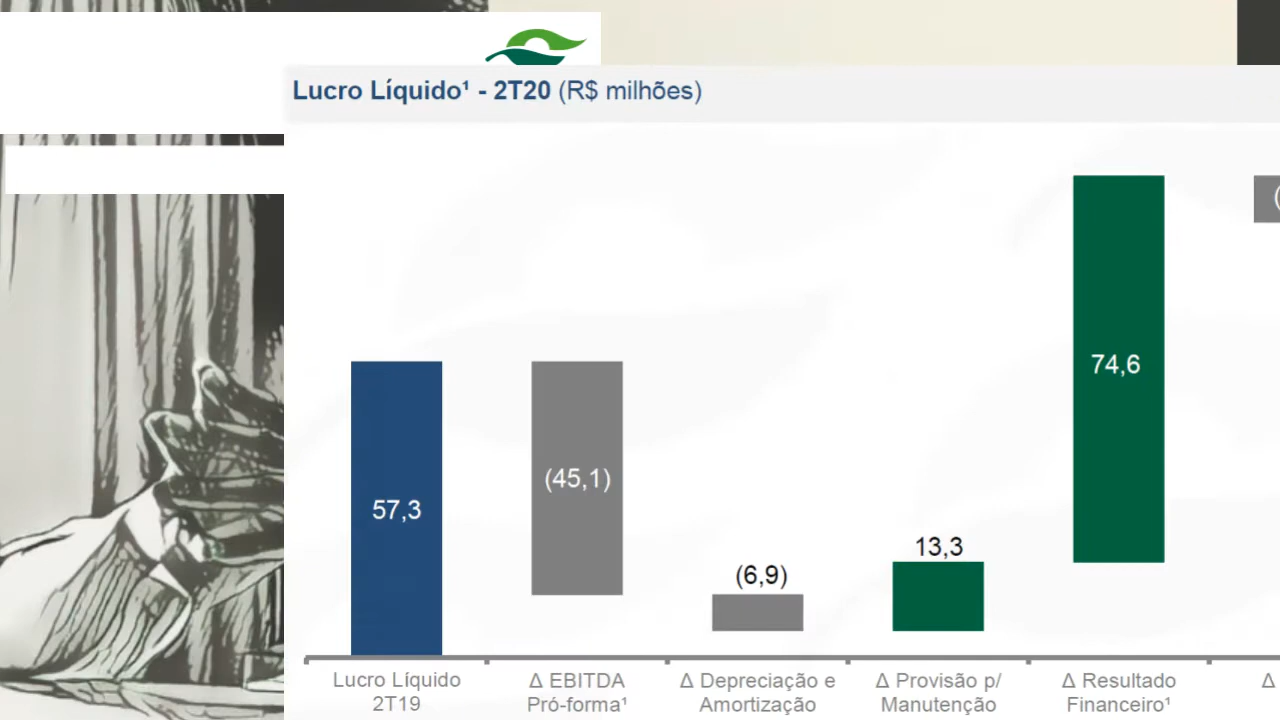 Lucro Líquido¹ - 2T20 (R$ milhões)
74,6
(45,1)
57,3
13,3
(6,9)
Lucro Líquido
2T19
Δ EBITDA
Pró-forma¹
Δ Depreciação e
Amortização
Δ Provisão p/
Manutenção
Δ Resultado
Financeiro¹
Δ
(